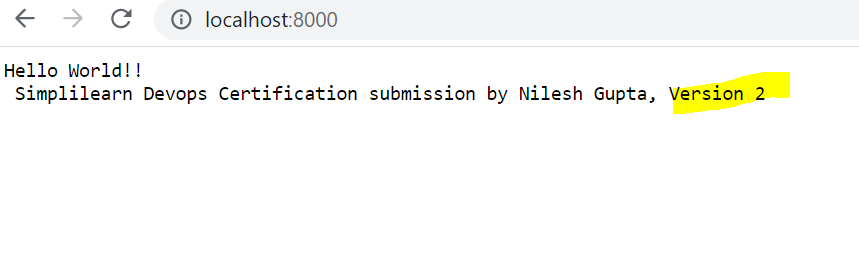 localhost:8000
Hello World!!
Simplilearn Devops Certification submission by Nilesh Gupta, Version 2